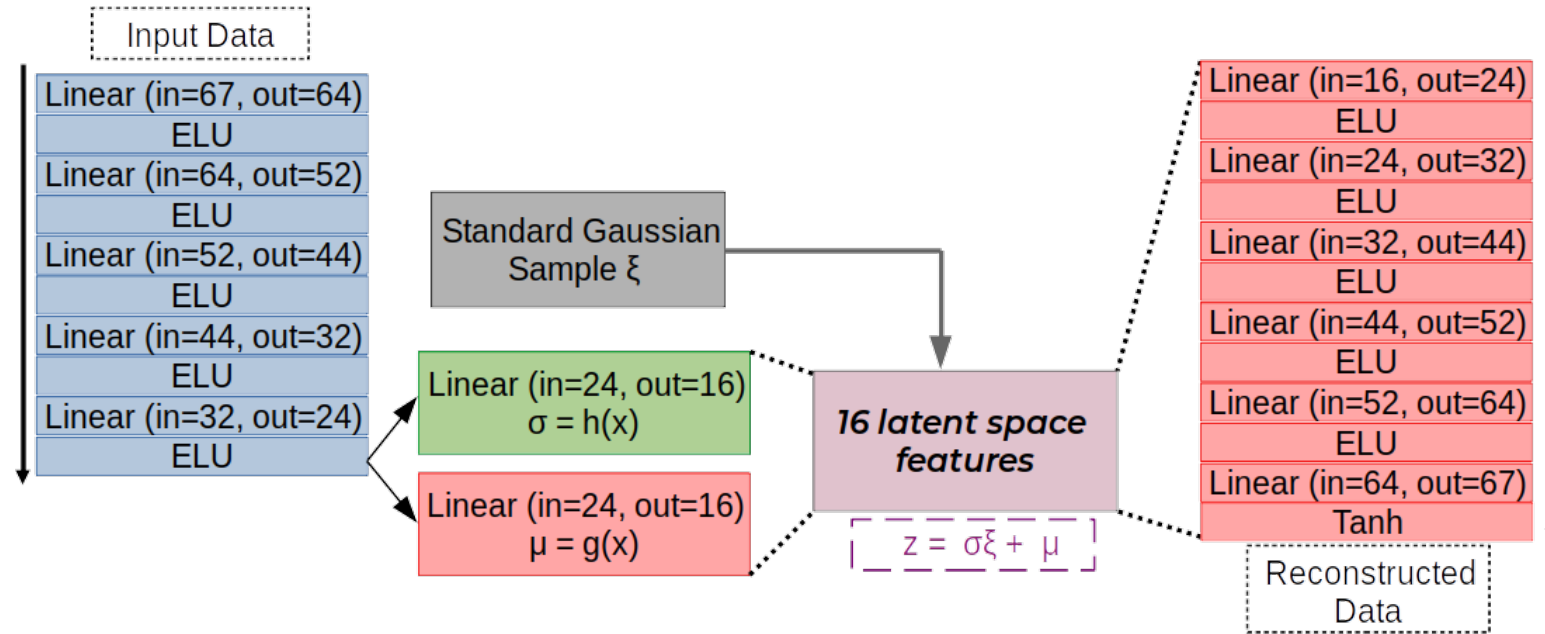 Input Data
Linear (in=67, out=64)
ELU
Linear (in=64, out=52)
ELU
Linear (in=52, out=44)
ELU
Linear (in=44, out=32)
ELU
Linear (in=32, out=24)
ELU
Standard Gaussian
Sample ξ
Linear (in=24, out=16)
σ = h(x)
Linear (in=24, out=16)
μ = g(x)
16 latent space
features
z = σξ + μ
Linear (in=16, out=24)
ELU
Linear (in=24, out=32)
ELU
Linear (in=32, out=44)
ELU
Linear (in=44, out=52)
ELU
Linear (in=52, out=64)
ELU
Linear (in=64, out=67)
Tanh
Reconstructed
Data